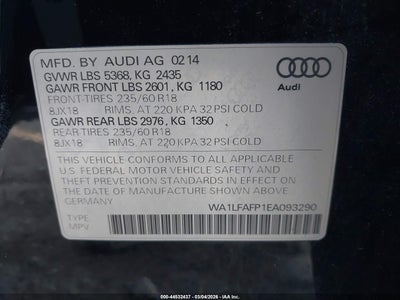 MFD. BY AUDI AG 02 14
GVWR LBS 5368, KG 2435
GAWR FRONT LBS 2601, KG 1180
FRONT-TIRES 235/60 R18
8JX18 RIMS, AT 220 KPA 32 PSI COLD
GAWR REAR LBS 2976, KG 1350
REAR-TIRES 235/60 R18
8JX18 RIMS, AT 220 KPA 32 PSI COLD
Audi
THIS VEHICLE CONFORMS TO ALL APPLICABLE
U.S. FEDERAL MOTOR VEHICLE SAFETY AND
THEFT PREVENTION STANDARDS IN EFFECT ON
THE DATE OF MANUFACTURE SHOWN ABOVE
GERMANY
WA1LFAFP1EA093290
TYPE:
MPV
IAA 44532437 - 03/04/2026 - IAAI.COM